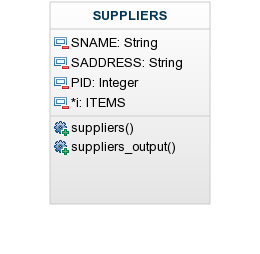 SUPPLIERS
SNAME: String
SADDRESS: String
PID: Integer
*i: ITEMS
suppliers()
suppliers_output()